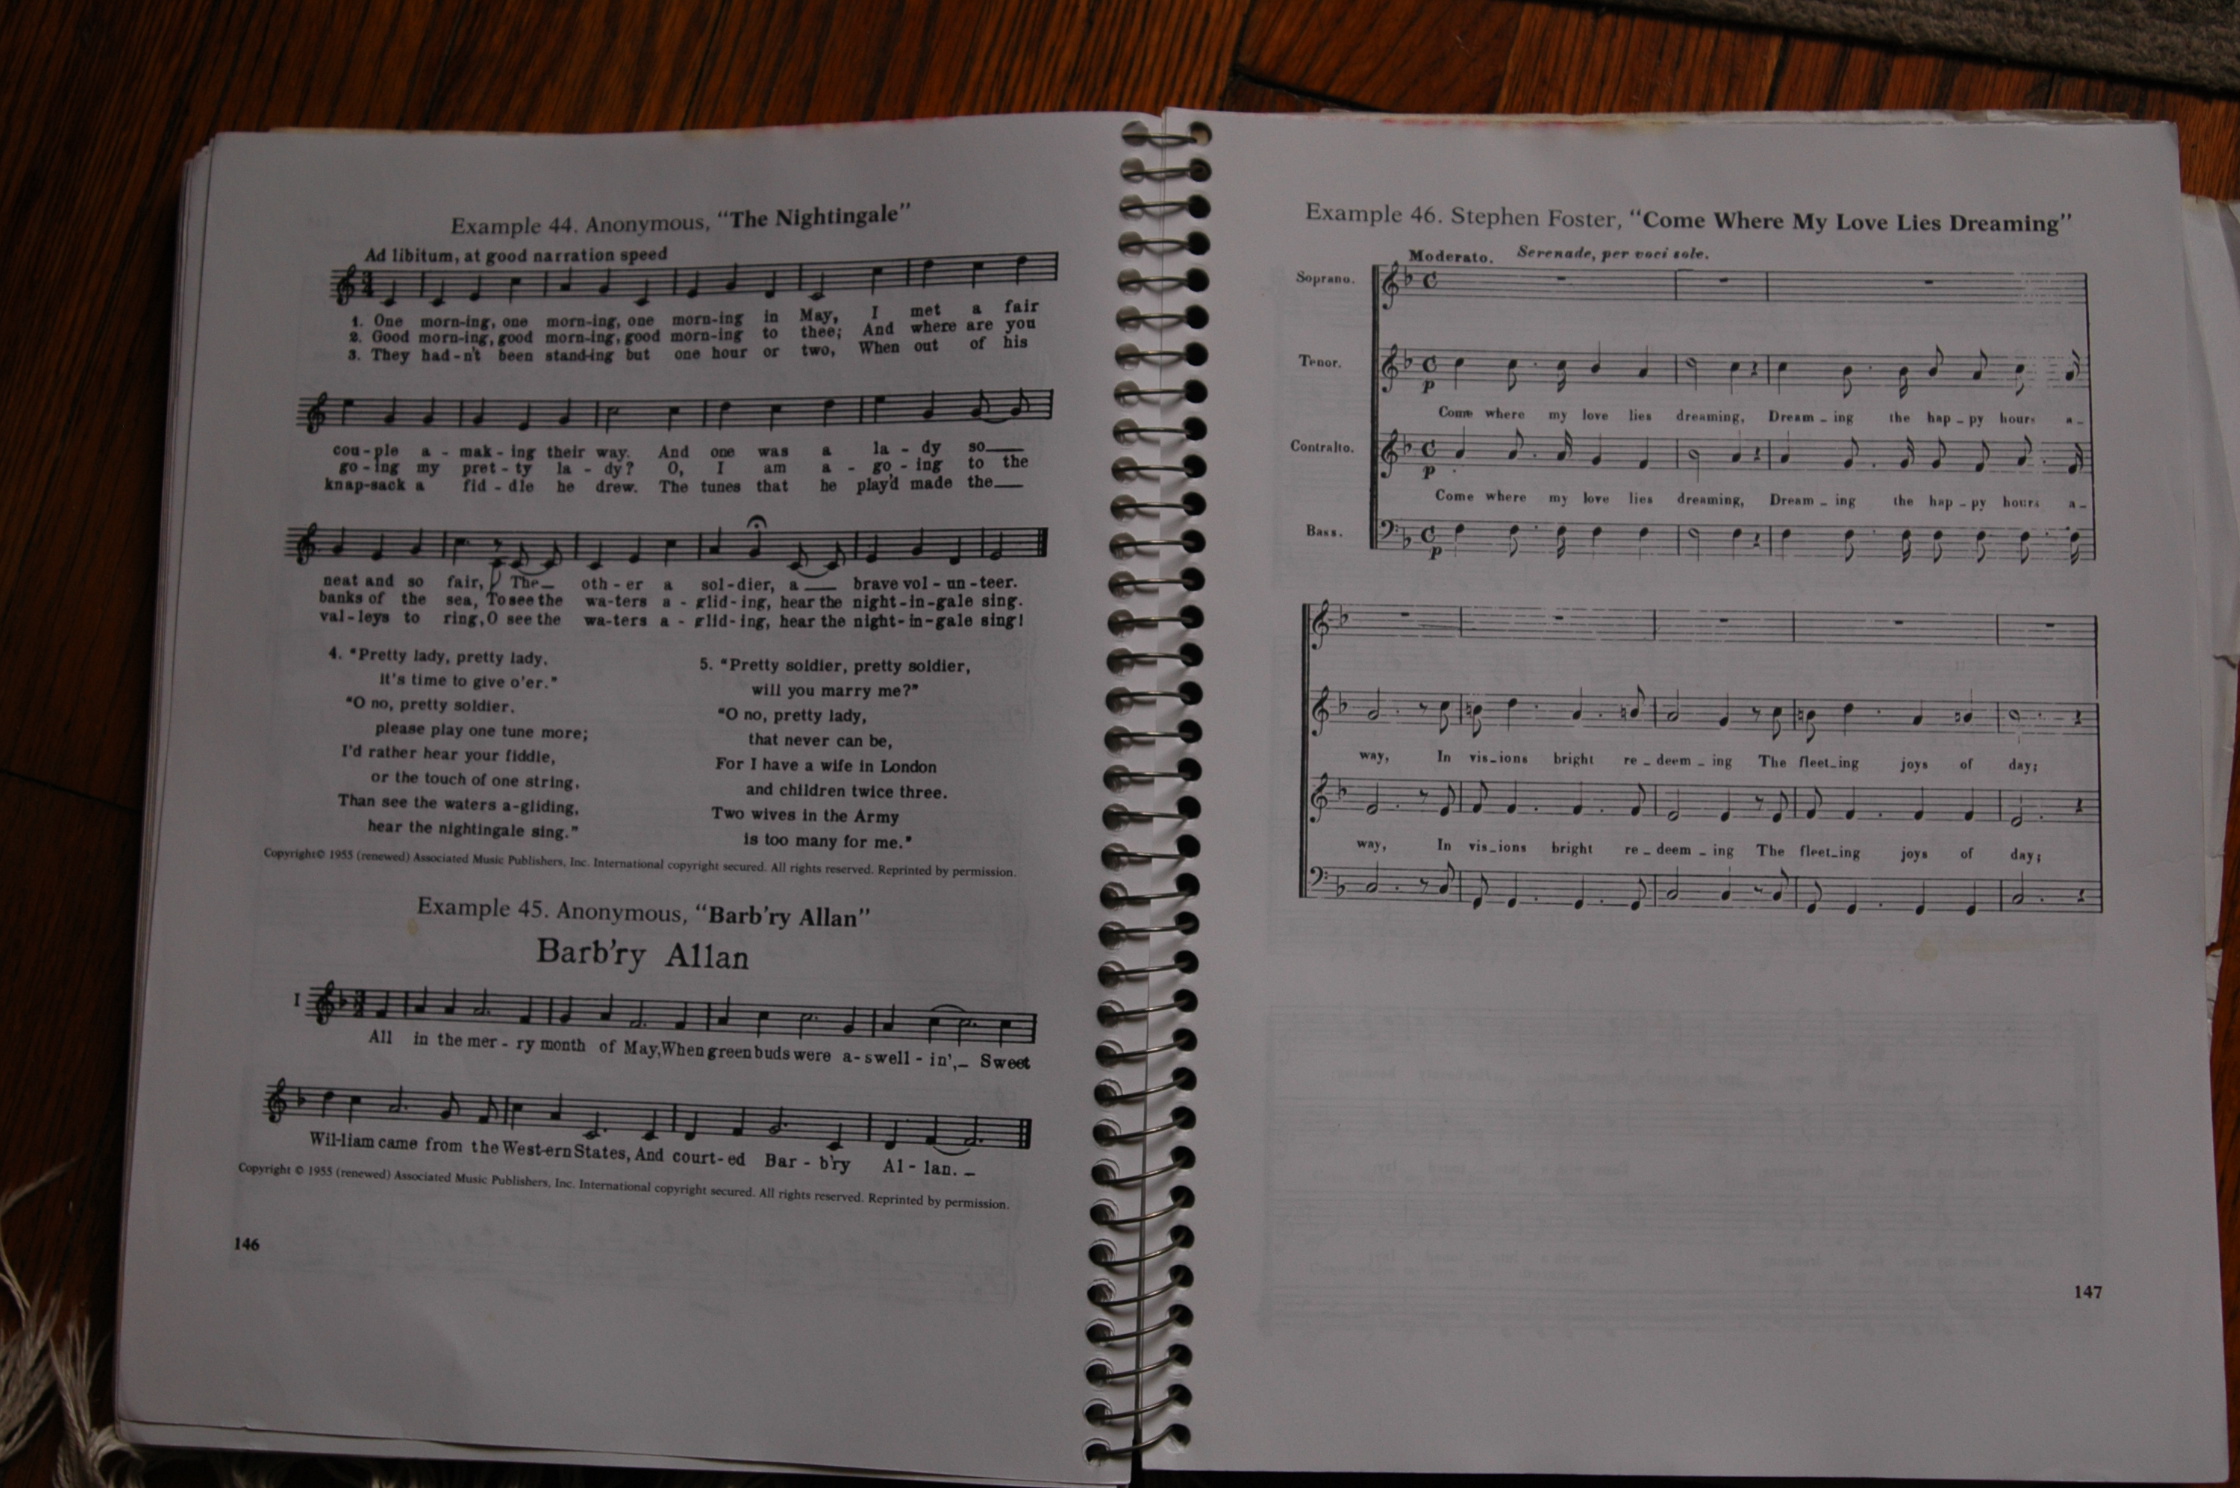 Example 44. Anonymous, “The Nightingale”
Ad libitum, at good narration speed
1. One morn-ing, one morn-ing, one morn-ing in May, I met a fair
2. Good morn-ing, good morn-ing, good morn-ing to thee; And where are you
3. They had-n't been stand-ing but one hour or two, When out of his
cou-ple a - mak-ing their way. And one was a la - dy so
go-ing my pret-ty la - dy? O, I am a - go - ing to the
knap-sack a fid - dle he drew. The tunes that he play'd made the
neat and so fair, The oth - er a sol-dier, a brave vol - un-teer.
banks of the sea, To see the wa-ters a - glid-ing, hear the night-in-gale sing.
val-leys to ring, O see the wa-ters a - glid-ing, hear the night-in-gale sing!
4. "Pretty lady, pretty lady,
it's time to give o'er."
"O no, pretty soldier,
please play one tune more;
I'd rather hear your fiddle,
or the touch of one string,
Than see the waters a-gliding,
hear the nightingale sing."
5. "Pretty soldier, pretty soldier,
will you marry me?"
"O no, pretty lady,
that never can be,
For I have a wife in London
and children twice three.
Two wives in the Army
is too many for me."
Copyright© 1955 (renewed) Associated Music Publishers, Inc. International copyright secured. All rights reserved. Reprinted by permission.
Example 45. Anonymous, “Barb'ry Allan”
Barb'ry Allan
I
All in the mer - ry month of May, When green buds were a-swell - in', Sweet
Wil-liam came from the West-ern States, And court-ed Bar - b'ry Al - lan.
Copyright © 1955 (renewed) Associated Music Publishers, Inc. International copyright secured. All rights reserved. Reprinted by permission.
146
Example 46. Stephen Foster, “Come Where My Love Lies Dreaming”
Moderato. Serenade, per voci sole.
Soprano.
Tenor.
p
Come where my love lies dreaming, Dream - ing the hap - py hours a-
Contralto.
p
Come where my love lies dreaming, Dream - ing the hap - py hours a-
Bass.
p
way, In vis-ions bright re - deem - ing The fleet-ing joys of day;
way, In vis-ions bright re - deem - ing The fleet-ing joys of day;
147